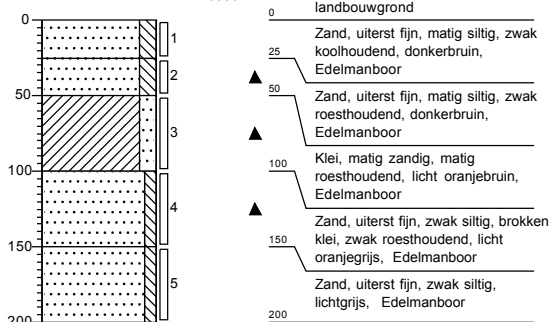 landbouwgrond
0
0
Zand, uiterst fijn, matig siltig, zwak
koolhoudend, donkerbruin,
Edelmanboor
1
25
2
50
50
Zand, uiterst fijn, matig siltig, zwak
roesthoudend, donkerbruin,
Edelmanboor
3
100
100
Klei, matig zandig, matig
roesthoudend, licht oranjebruin,
Edelmanboor
4
Zand, uiterst fijn, zwak siltig, brokken
klei, zwak roesthoudend, licht
oranjegrijs, Edelmanboor
150
150
5
Zand, uiterst fijn, zwak siltig,
lichtgrijs, Edelmanboor
200
200